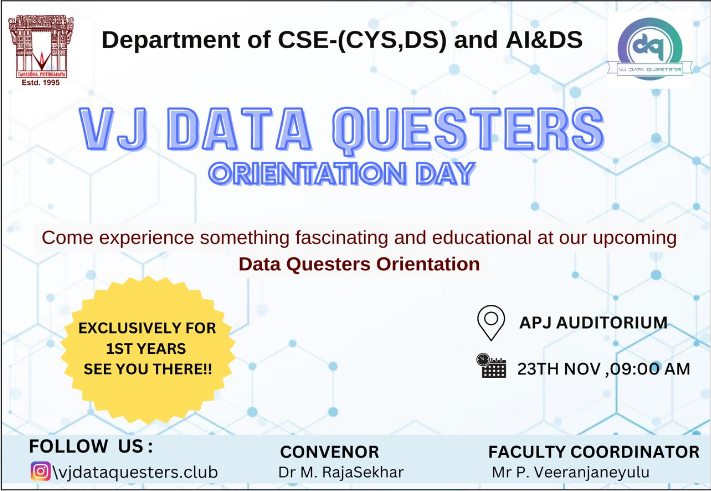 Department of CSE-(CYS,DS) and AI&DS
TAMASOMA JYOTIRGAMAYA
Estd. 1995
dq
VJ DATA QUESTERS
VJ DATA QUESTERS
ORIENTATION DAY
Come experience something fascinating and educational at our upcoming
Data Questers Orientation
EXCLUSIVELY FOR
1ST YEARS
SEE YOU THERE!!
APJ AUDITORIUM
23TH NOV ,09:00 AM
FOLLOW US :
\vjdataquesters.club
CONVENOR
Dr M. RajaSekhar
FACULTY COORDINATOR
Mr P. Veeranjaneyulu